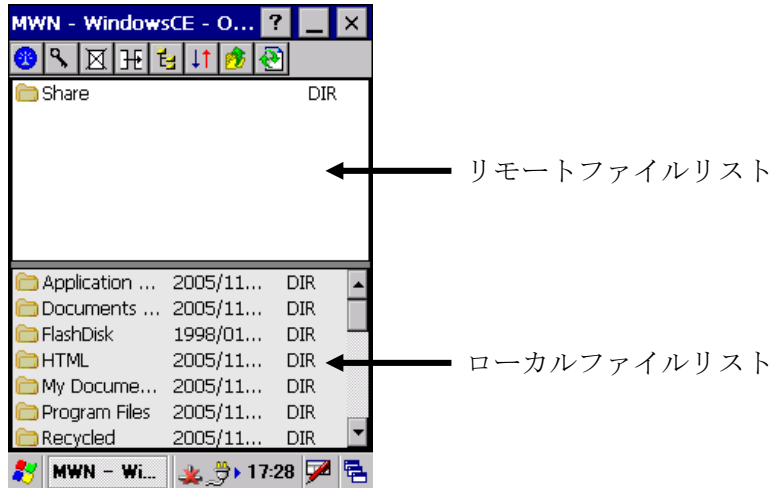 MWN - WindowsCE - O... ? _ ×
Share DIR
リモートファイルリスト
Application ... 2005/11... DIR
Documents ... 2005/11... DIR
FlashDisk 1998/01... DIR
HTML 2005/11... DIR
ローカルファイルリスト
My Docume... 2005/11... DIR
Program Files 2005/11... DIR
Recycled 2005/11... DIR
MWN - Wi... 17:28